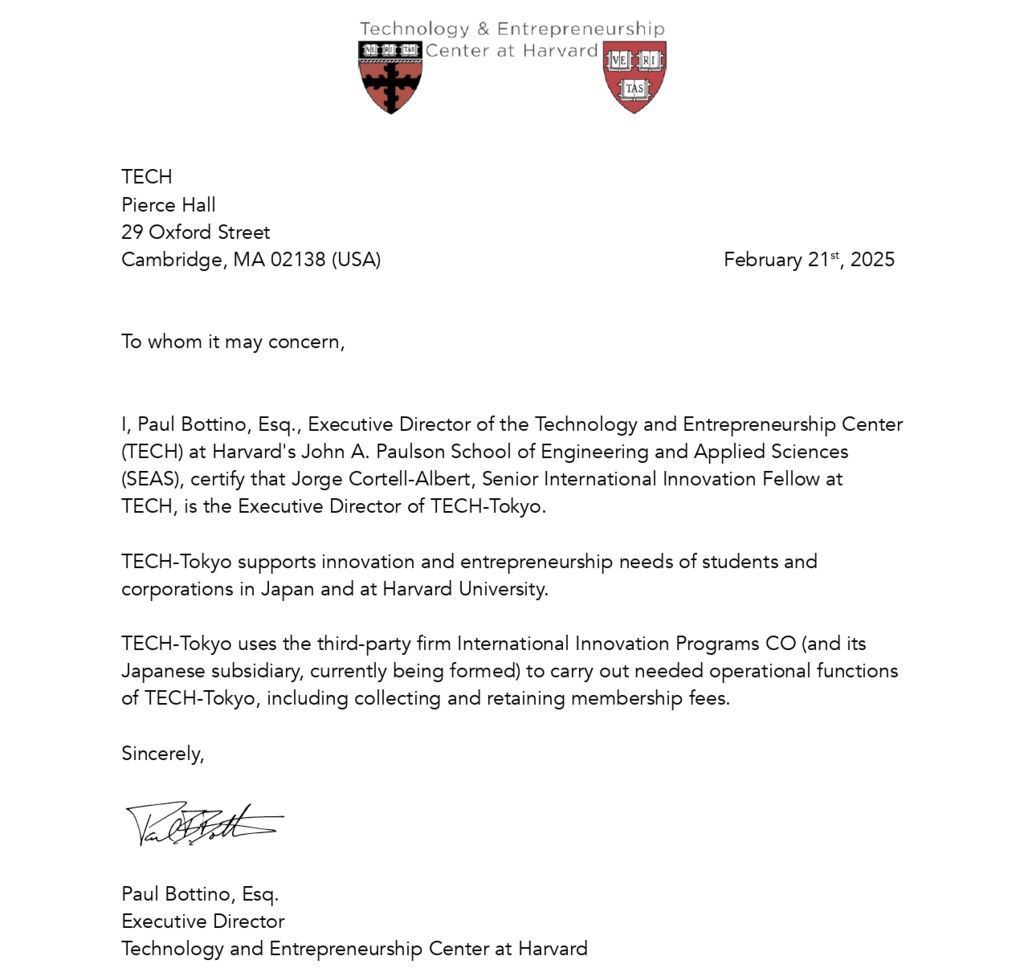 Technology & Entrepreneurship
Center at Harvard
VE RI TAS
VE RI
TAS
TECH
Pierce Hall
29 Oxford Street
Cambridge, MA 02138 (USA)
February 21st, 2025
To whom it may concern,
I, Paul Bottino, Esq., Executive Director of the Technology and Entrepreneurship Center
(TECH) at Harvard's John A. Paulson School of Engineering and Applied Sciences
(SEAS), certify that Jorge Cortell-Albert, Senior International Innovation Fellow at
TECH, is the Executive Director of TECH-Tokyo.
TECH-Tokyo supports innovation and entrepreneurship needs of students and
corporations in Japan and at Harvard University.
TECH-Tokyo uses the third-party firm International Innovation Programs CO (and its
Japanese subsidiary, currently being formed) to carry out needed operational functions
of TECH-Tokyo, including collecting and retaining membership fees.
Sincerely,
Paul Bottino, Esq.
Executive Director
Technology and Entrepreneurship Center at Harvard